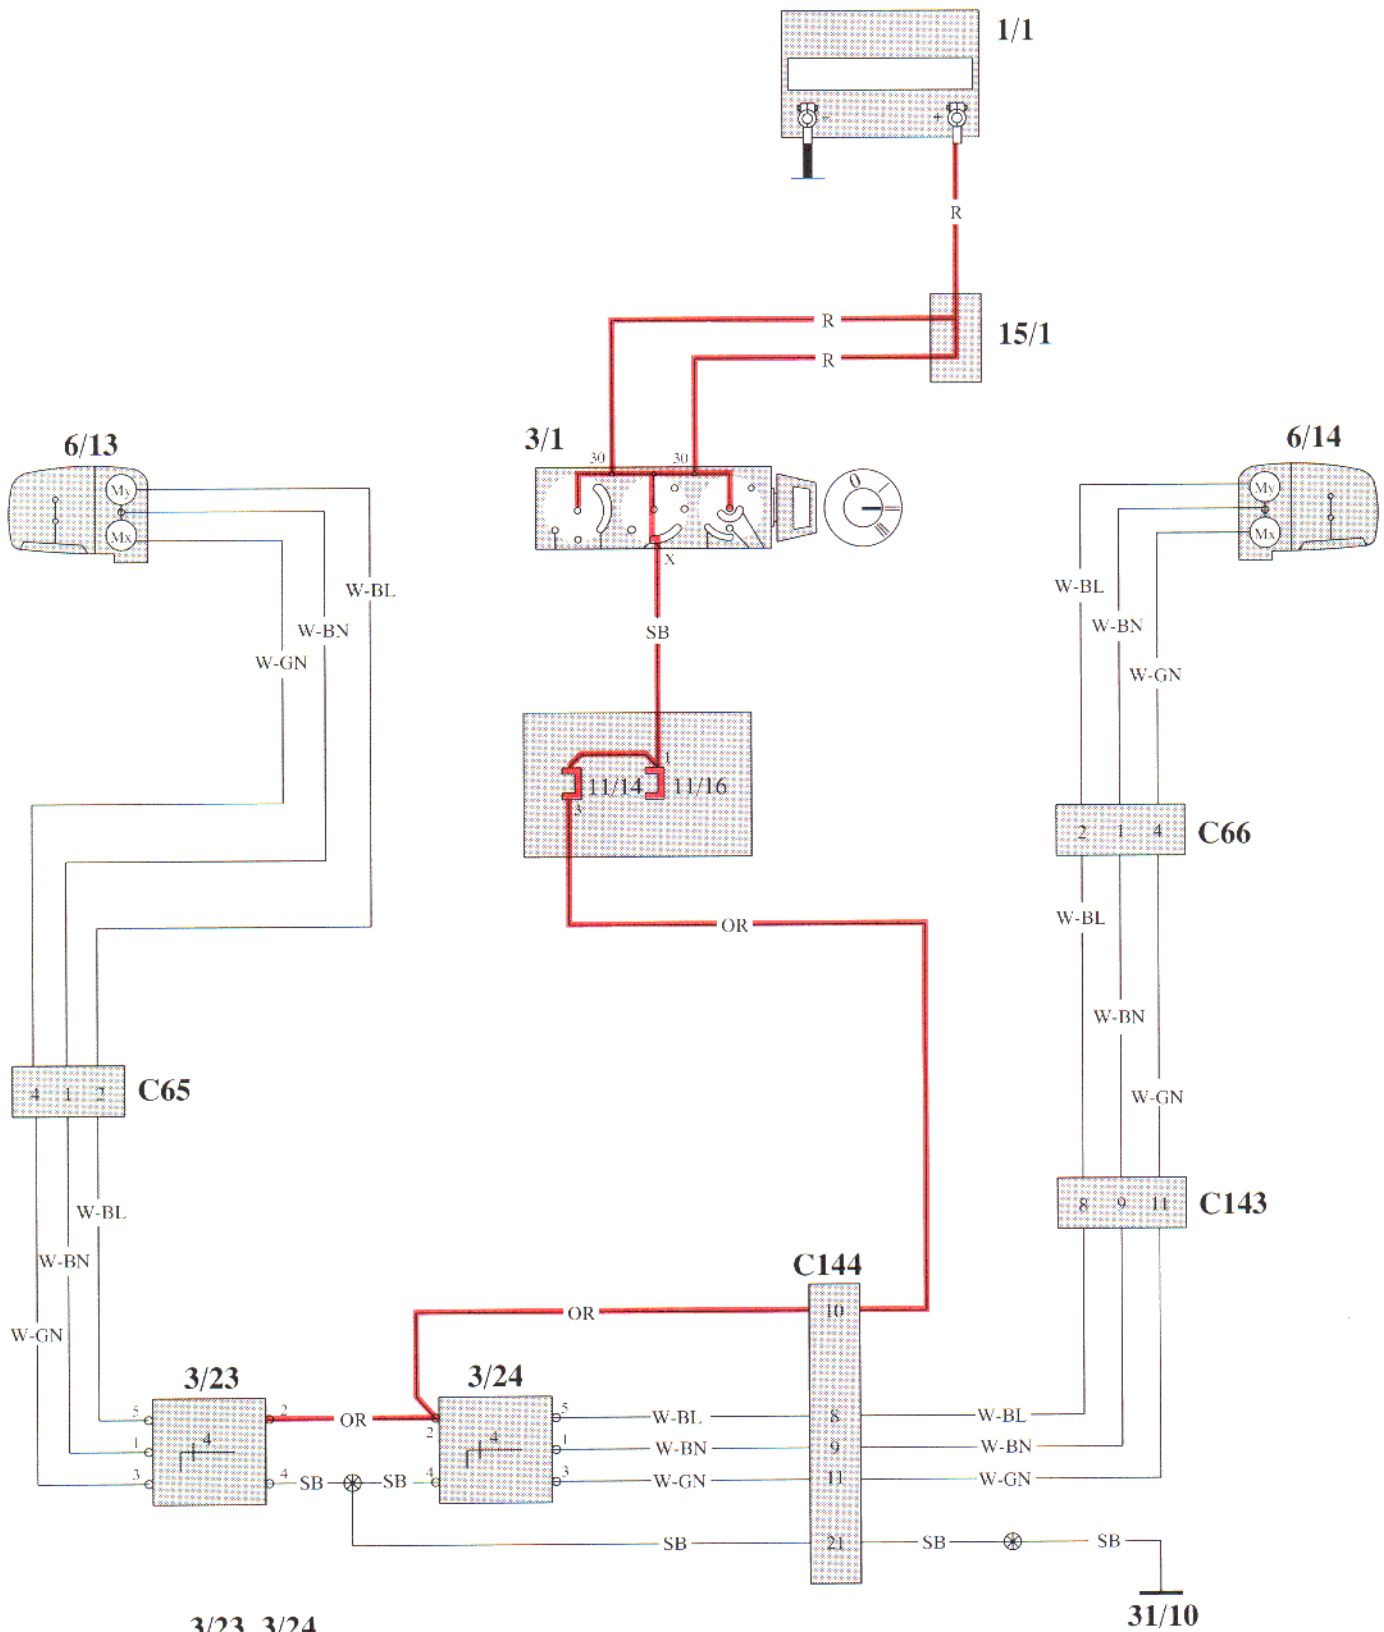 1/1
- +
R
R
15/1
R
6/13
3/1
6/14
30 30
My
My
0
Mx
Mx
X
W-BL
W-BL
W-BN
SB
W-BN
W-GN
W-GN
1
11/14 11/16
3
2 1 4
C66
W-BL
OR
W-BN
4 1 2
C65
W-GN
8 9 11
C143
W-BL
W-BN
C144
10
OR
W-GN
3/23
3/24
5 2 OR 5 W-BL 8 W-BL
2
4 4
1 1 W-BN 9 W-BN
3 4 SB SB 4 3 W-GN 11 W-GN
SB 21 SB SB
31/10
3/23, 3/24